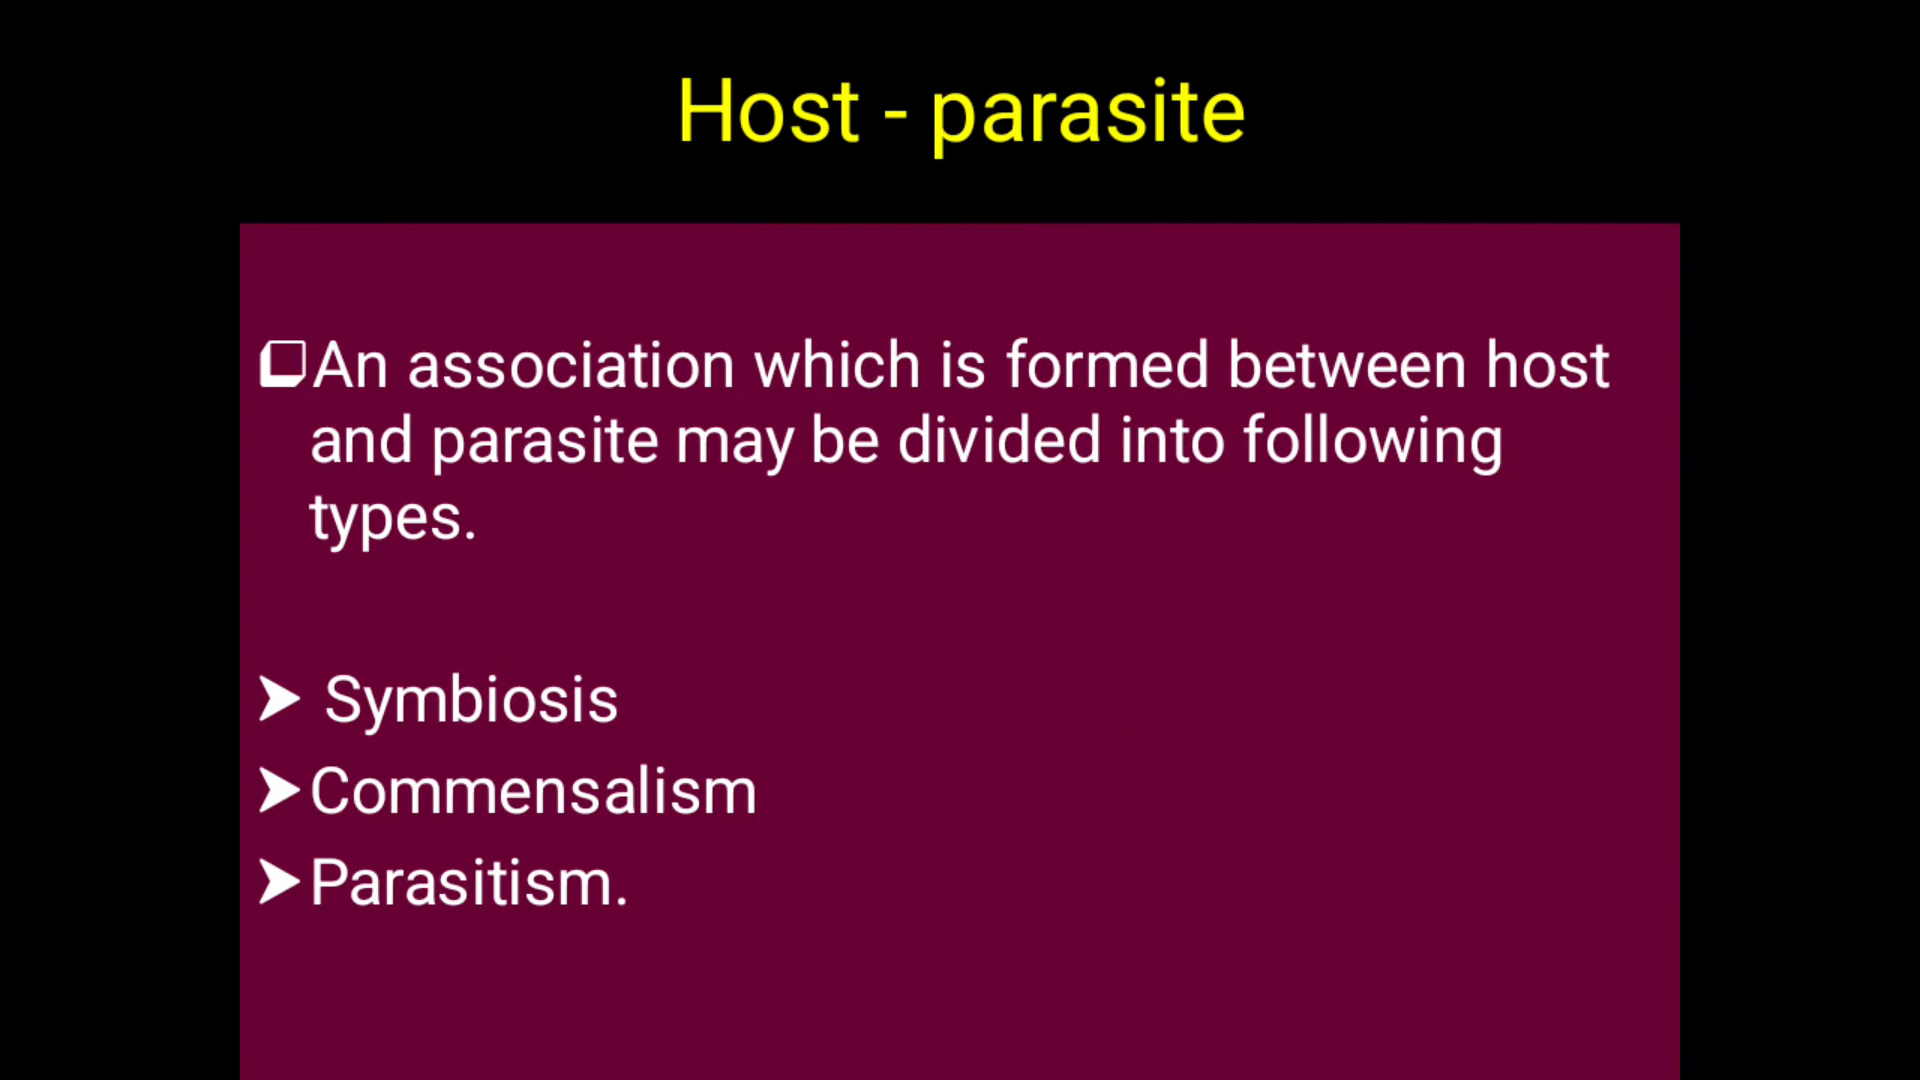 Host - parasite
❑An association which is formed between host
and parasite may be divided into following
types.
➤ Symbiosis
➤Commensalism
➤Parasitism.